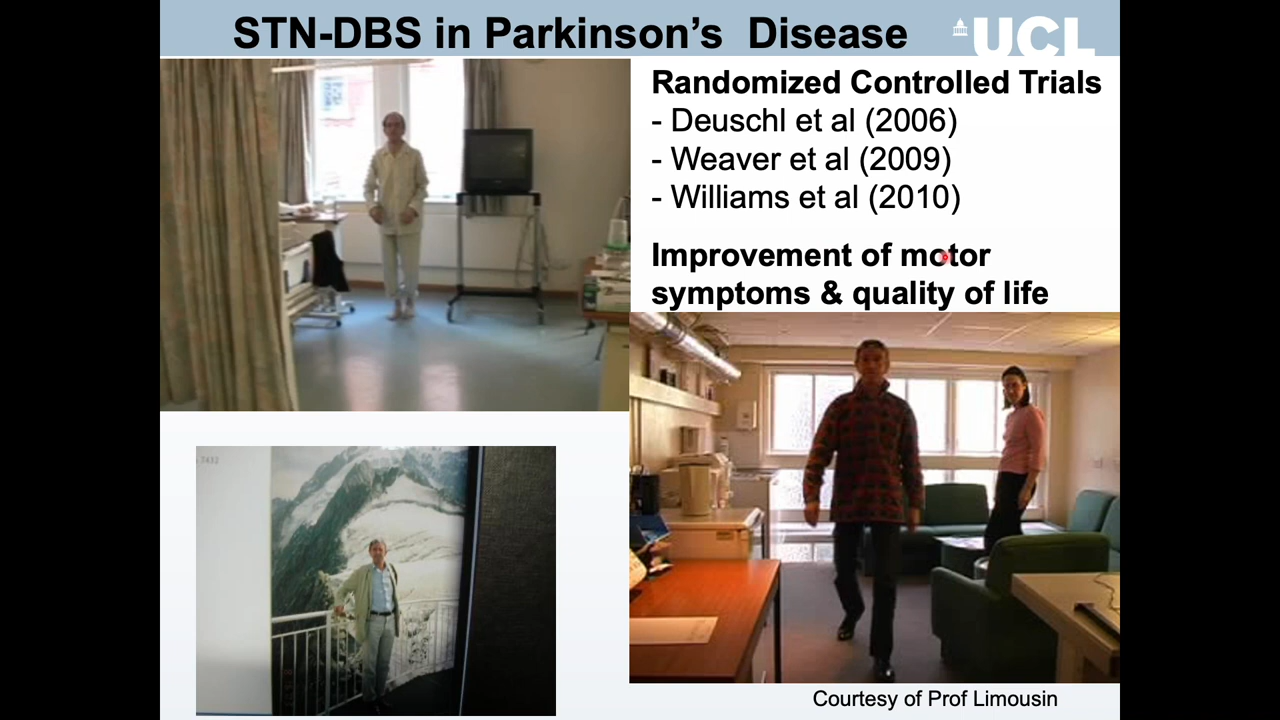 STN-DBS in Parkinson's Disease
UCL
Randomized Controlled Trials
- Deuschl et al (2006)
- Weaver et al (2009)
- Williams et al (2010)
Improvement of motor
symptoms & quality of life
7432
Courtesy of Prof Limousin